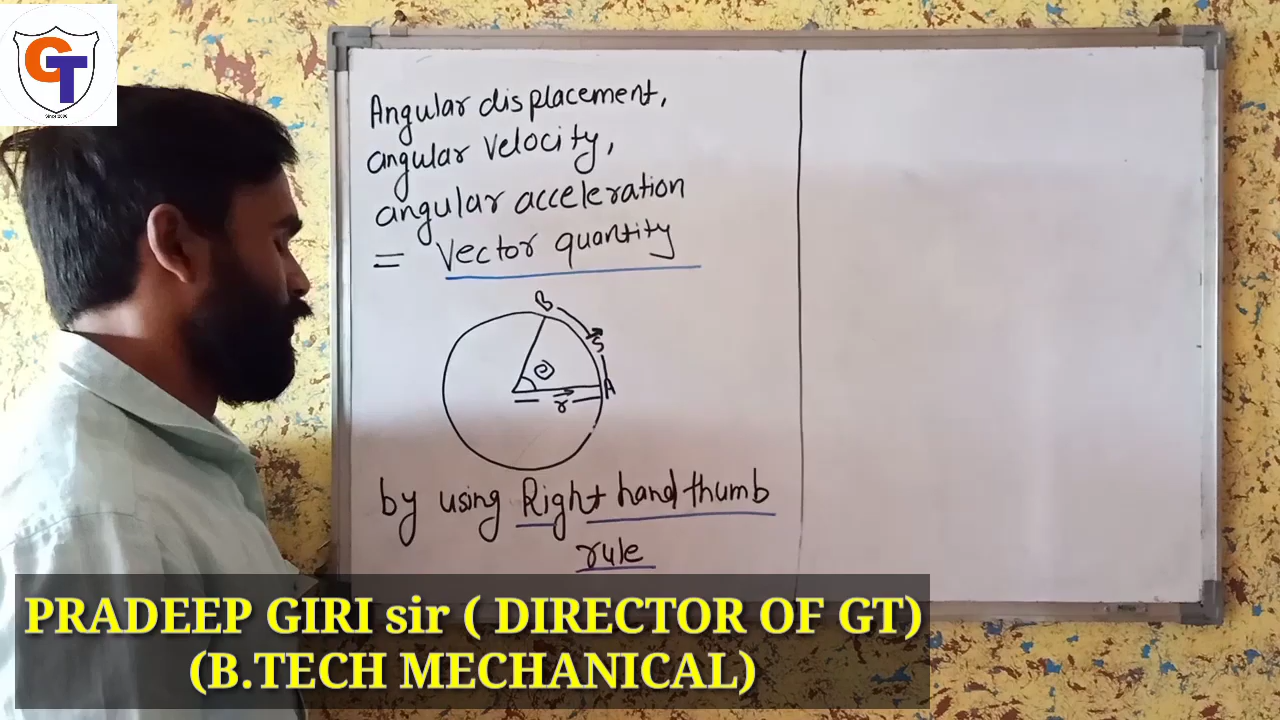 GT
Angular displacement,
angular velocity,
angular acceleration
= Vector quantity
B
S
θ
A
r
by using Right hand thumb
rule
PRADEEP GIRI sir ( DIRECTOR OF GT)
(B.TECH MECHANICAL)